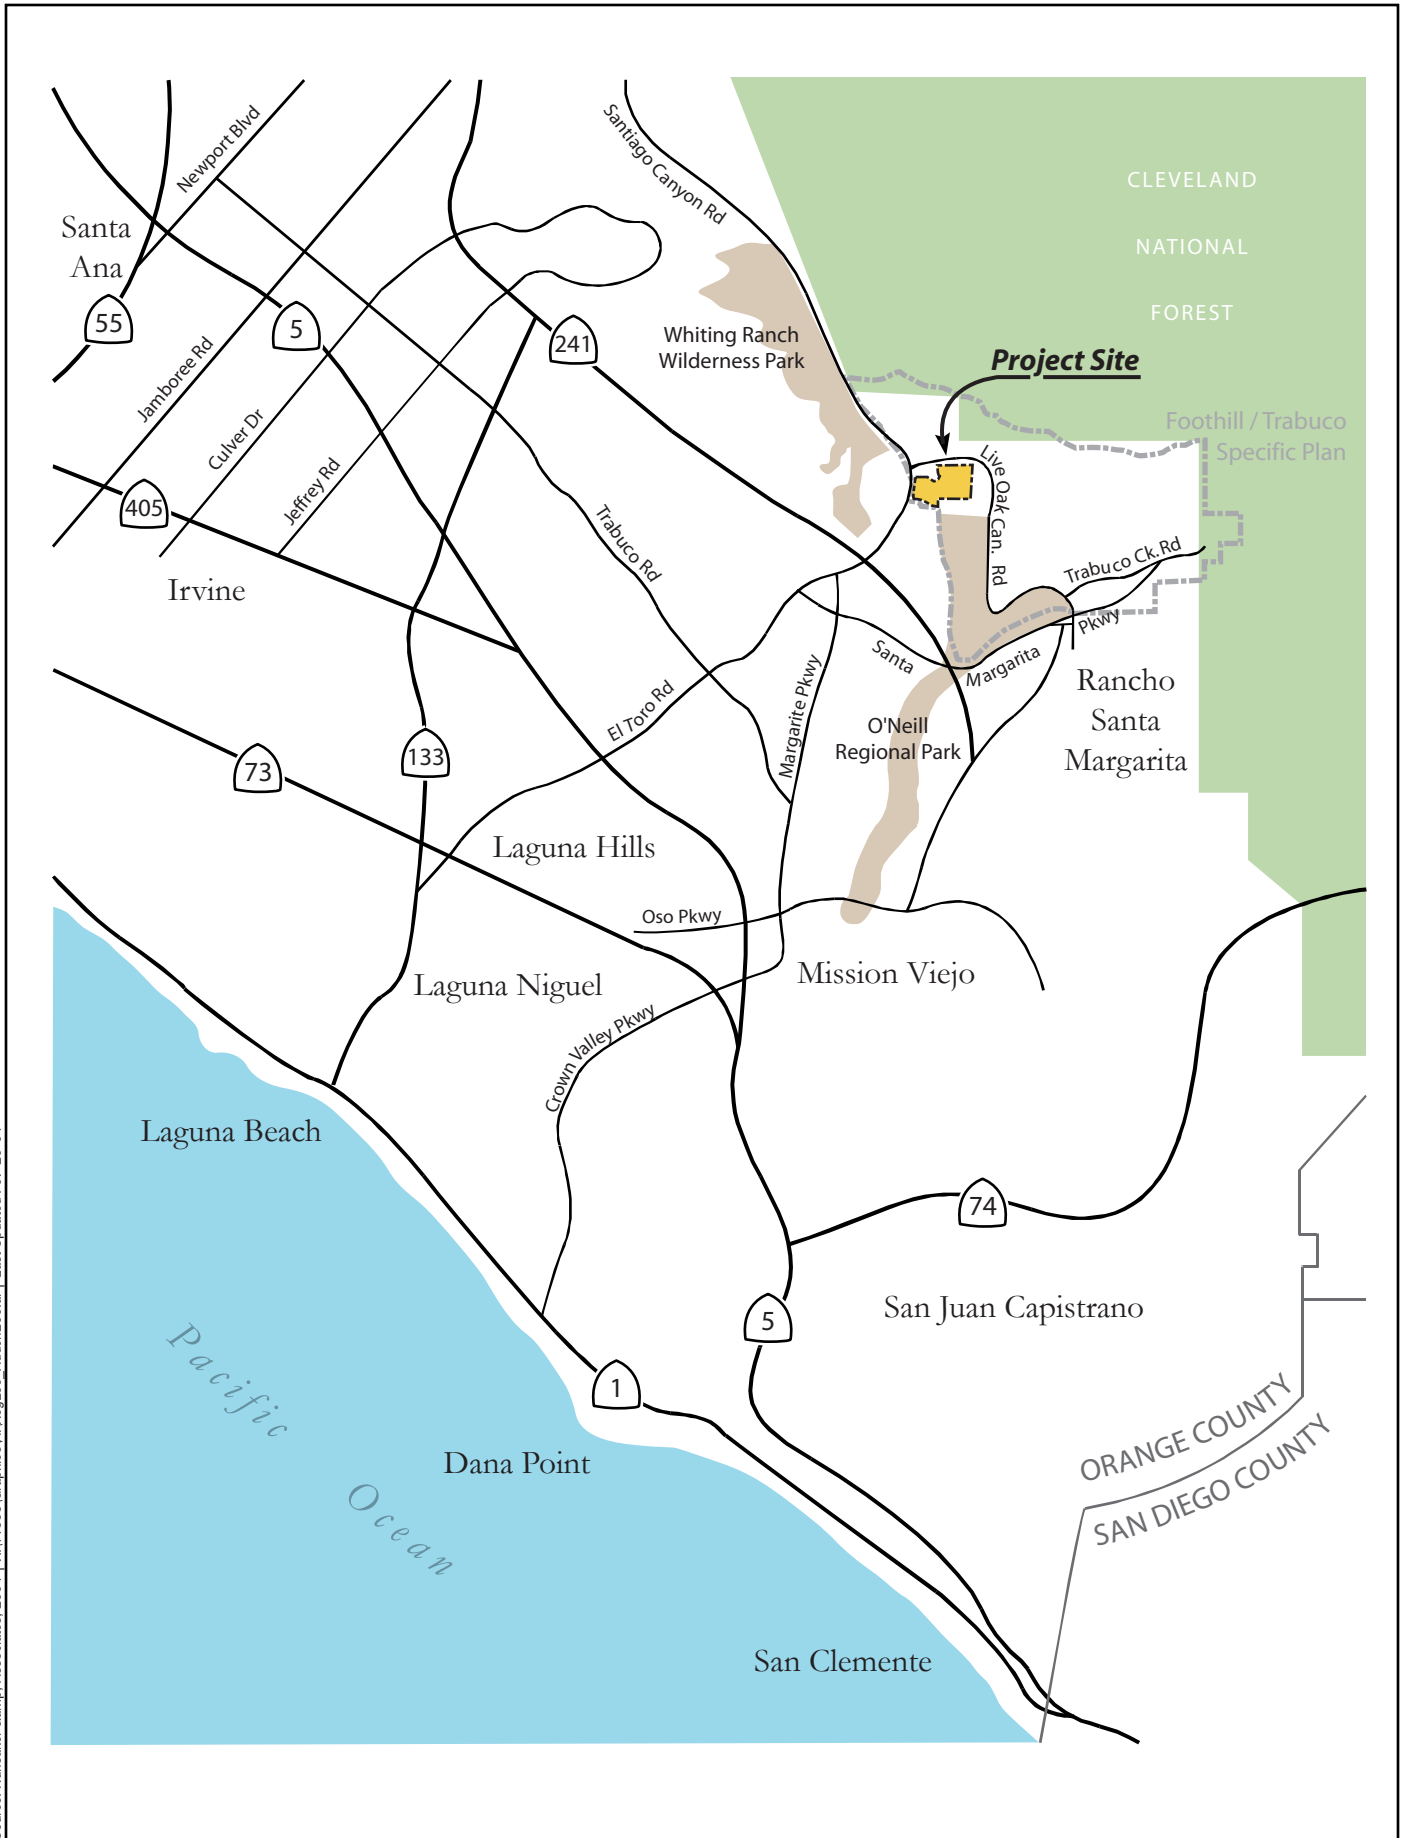 Newport Blvd
Santiago Canyon Rd
CLEVELAND
NATIONAL
FOREST
Santa
Ana
55
5
241
Whiting Ranch
Wilderness Park
Project Site
Jamboree Rd
Culver Dr
Jeffrey Rd
Foothill / Trabuco
Specific Plan
Live Oak Can. Rd
405
Trabuco Rd
Trabuco Ck. Rd
Irvine
Santa
Margarita
Pkwy
Rancho
Santa
Margarita
El Toro Rd
Margarite Pkwy
O'Neill
Regional Park
73
133
Laguna Hills
Oso Pkwy
Laguna Niguel
Mission Viejo
Crown Valley Pkwy
Laguna Beach
74
5
San Juan Capistrano
Pacific
Ocean
1
Dana Point
ORANGE COUNTY
SAN DIEGO COUNTY
San Clemente